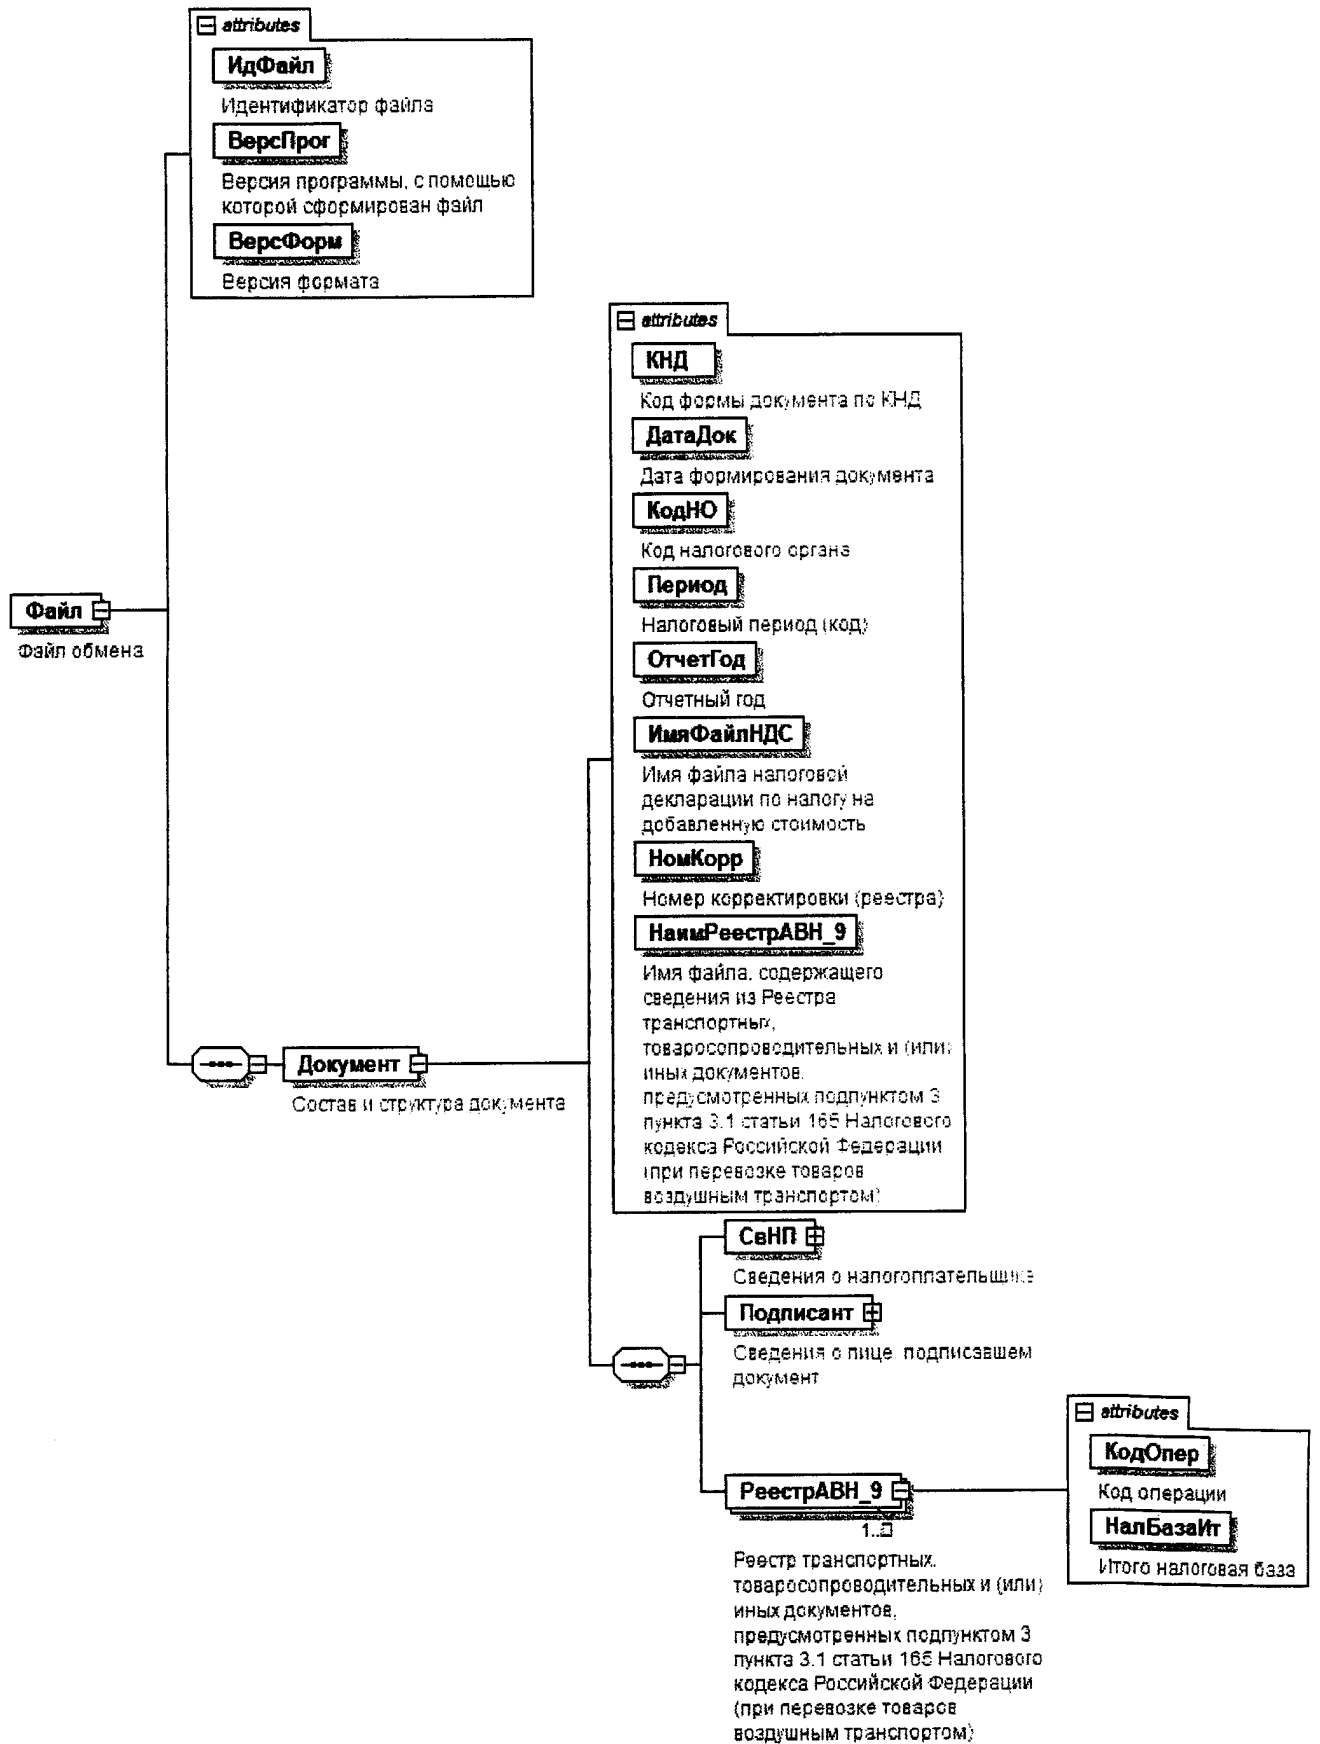 attributes
ИдФайл
Идентификатор файла
ВерсПрог
Версия программы, с помощью
которой сформирован файл
ВерсФорм
Версия формата
attributes
КНД
Код формы документа по КНД
ДатаДок
Дата формирования документа
КодНО
Код налогового органа
Период
Налоговый период (код)
ОтчетГод
Отчетный год
ИмяФайлНДС
Имя файла налоговой
декларации по налогу на
добавленную стоимость
НомКорр
Номер корректировки (реестра)
НаимРеестрАВН_9
Имя файла, содержащего
сведения из Реестра
транспортных,
товаросопроводительных и (или)
иных документов,
предусмотренных подпунктом 3
пункта 3.1 статьи 165 Налогового
кодекса Российской Федерации
(при перевозке товаров
воздушным транспортом)
Файл
Файл обмена
Документ
Состав и структура документа
СвНП
Сведения о налогоплательщике
Подписант
Сведения о лице, подписавшем
документ
РеестрАВН_9
1..
Реестр транспортных,
товаросопроводительных и (или)
иных документов,
предусмотренных подпунктом 3
пункта 3.1 статьи 165 Налогового
кодекса Российской Федерации
(при перевозке товаров
воздушным транспортом)
attributes
КодОпер
Код операции
НалБазаИт
Итого налоговая база